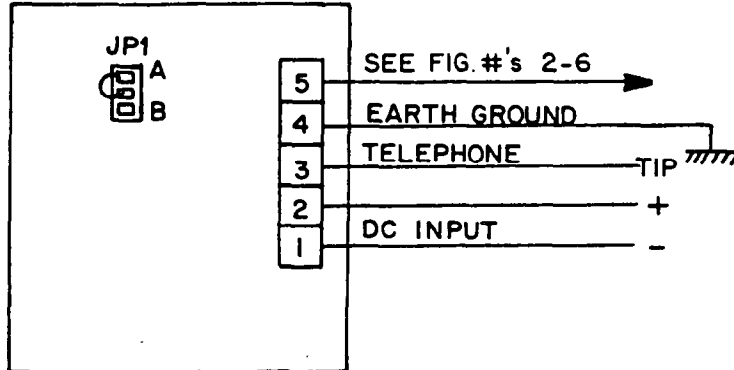 JP1
A
B
5 SEE FIG. #'s 2-6
4 EARTH GROUND
3 TELEPHONE TIP
2 +
1 DC INPUT -